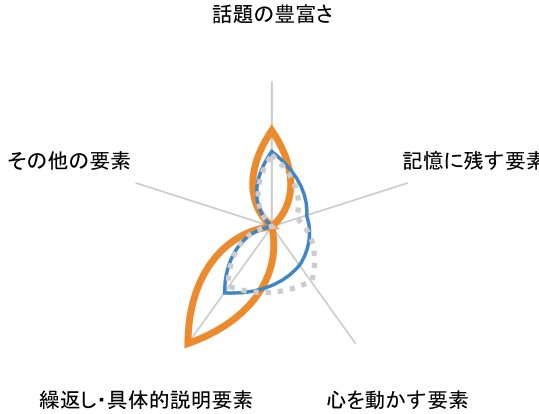 話題の豊富さ
その他の要素
記憶に残す要素
繰返し・具体的説明要素
心を動かす要素